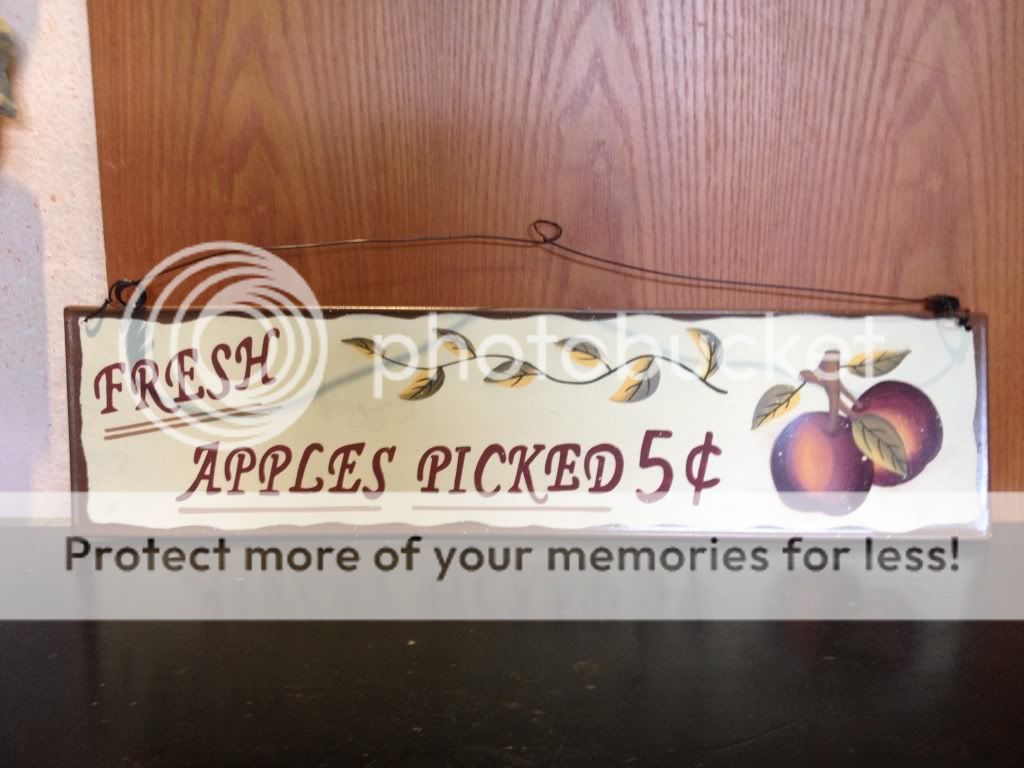 FRESH
photobucket
APPLES PICKED 5¢
Protect more of your memories for less!